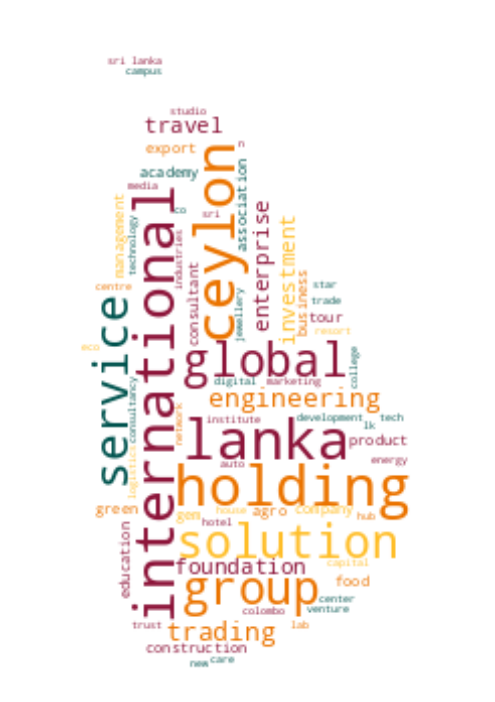 sri lanka
campus
studio
travel
export
n
academy
media
co
sri
ceylon
association
management
technology
international
industries
consultant
jewellery
enterprise
investment
business
centre
star
trade
tour
resort
service
eco
global
college
digital
marketing
consultancy
engineering
network
institute
development
tech
lk
lanka
product
auto
energy
logistics
holding
green
gem
house
agro
company
hub
hotel
education
solution
foundation
capital
group
food
center
colombo
venture
trust
trading
lab
construction
new
care